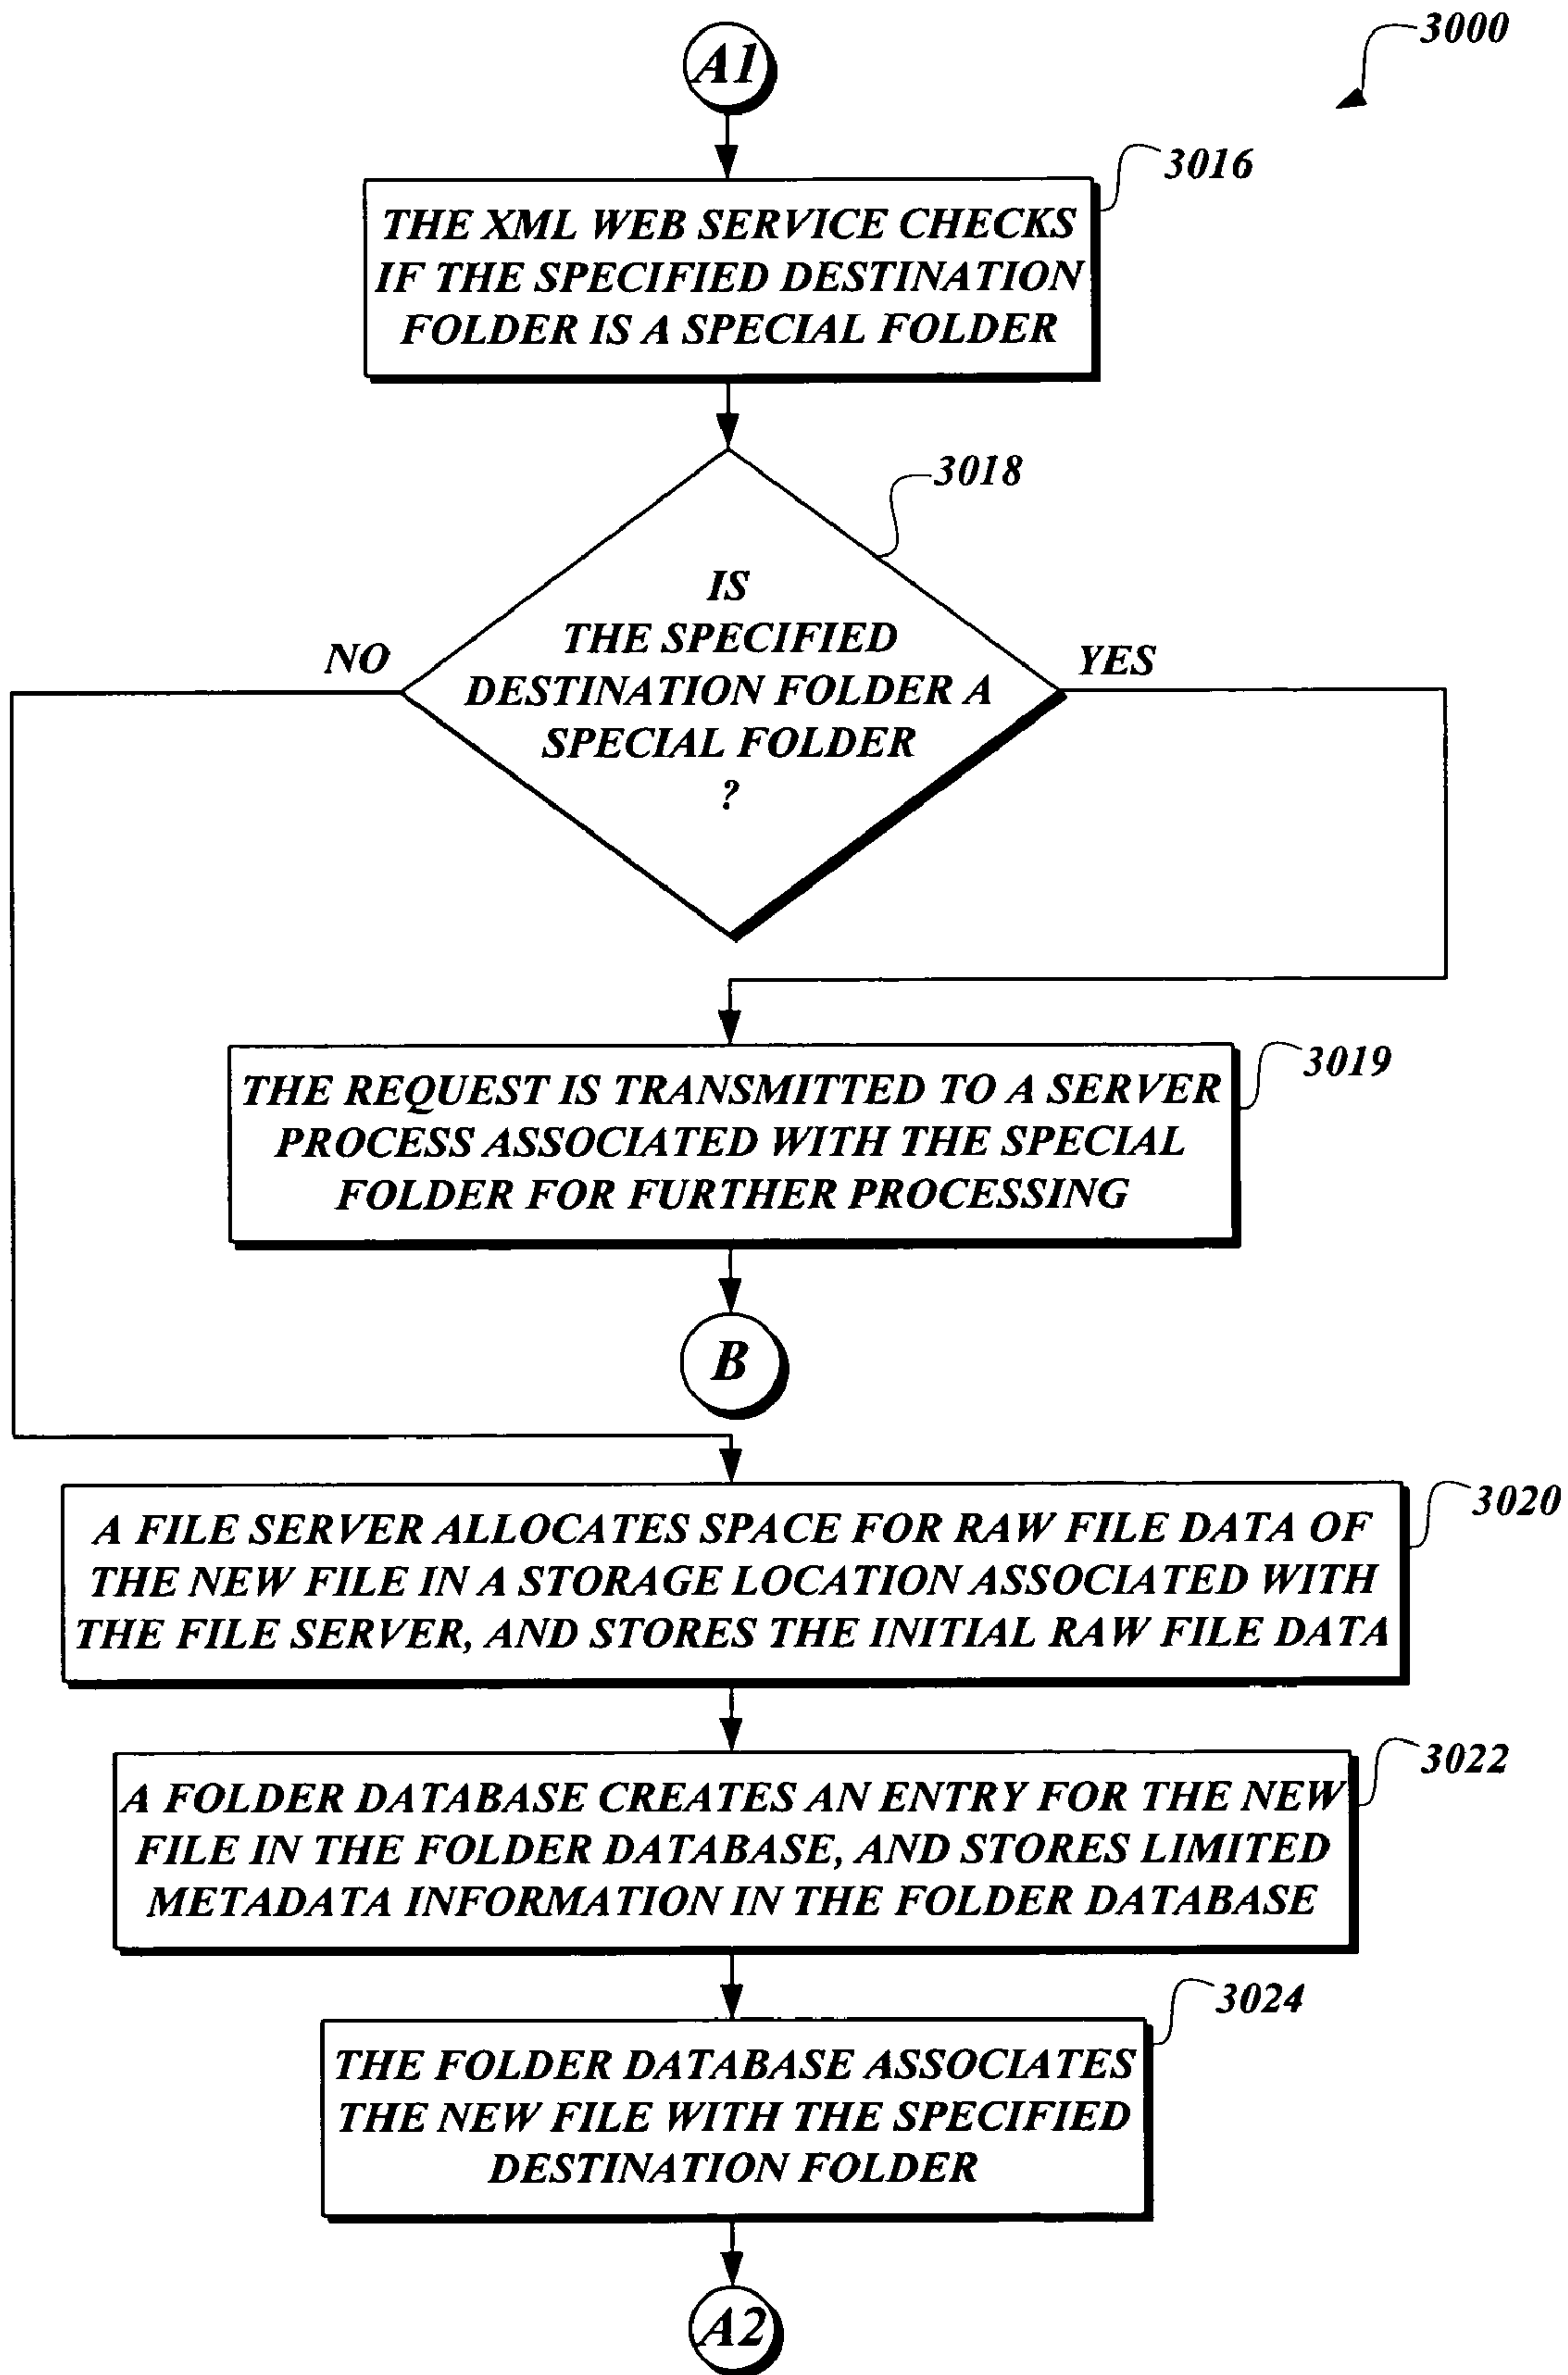 A1
3000
3016
THE XML WEB SERVICE CHECKS
IF THE SPECIFIED DESTINATION
FOLDER IS A SPECIAL FOLDER
3018
IS
THE SPECIFIED
DESTINATION FOLDER A
SPECIAL FOLDER
?
NO
YES
3019
THE REQUEST IS TRANSMITTED TO A SERVER
PROCESS ASSOCIATED WITH THE SPECIAL
FOLDER FOR FURTHER PROCESSING
B
3020
A FILE SERVER ALLOCATES SPACE FOR RAW FILE DATA OF
THE NEW FILE IN A STORAGE LOCATION ASSOCIATED WITH
THE FILE SERVER, AND STORES THE INITIAL RAW FILE DATA
3022
A FOLDER DATABASE CREATES AN ENTRY FOR THE NEW
FILE IN THE FOLDER DATABASE, AND STORES LIMITED
METADATA INFORMATION IN THE FOLDER DATABASE
3024
THE FOLDER DATABASE ASSOCIATES
THE NEW FILE WITH THE SPECIFIED
DESTINATION FOLDER
A2